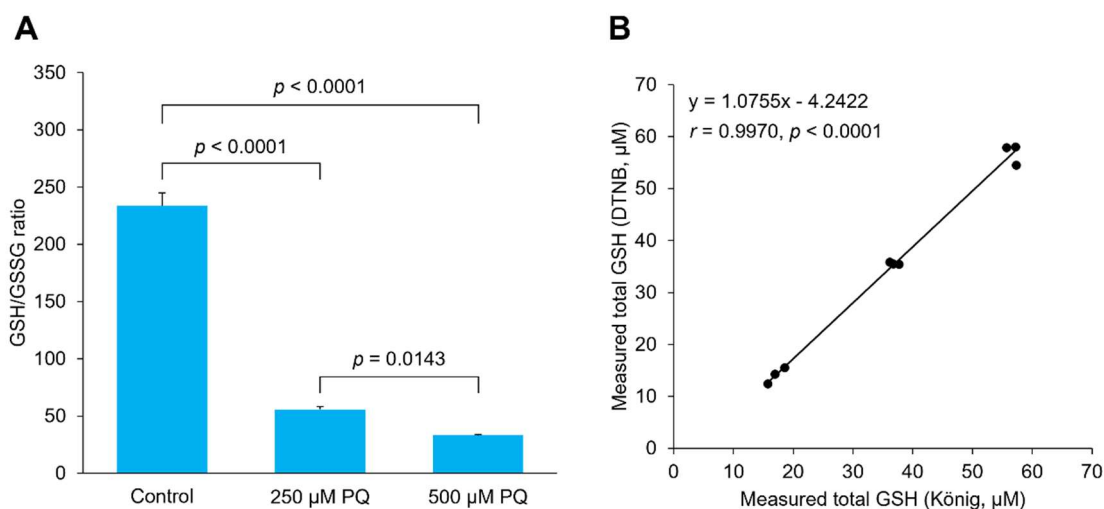 A
350
300
250
200
150
100
50
0
GSH/GSSG ratio
p < 0.0001
p < 0.0001
p = 0.0143
Control
250 µM PQ
500 µM PQ
B
70
60
50
40
30
20
10
0
Measured total GSH (DTNB, µM)
y = 1.0755x - 4.2422
r = 0.9970, p < 0.0001
0 10 20 30 40 50 60 70
Measured total GSH (König, µM)